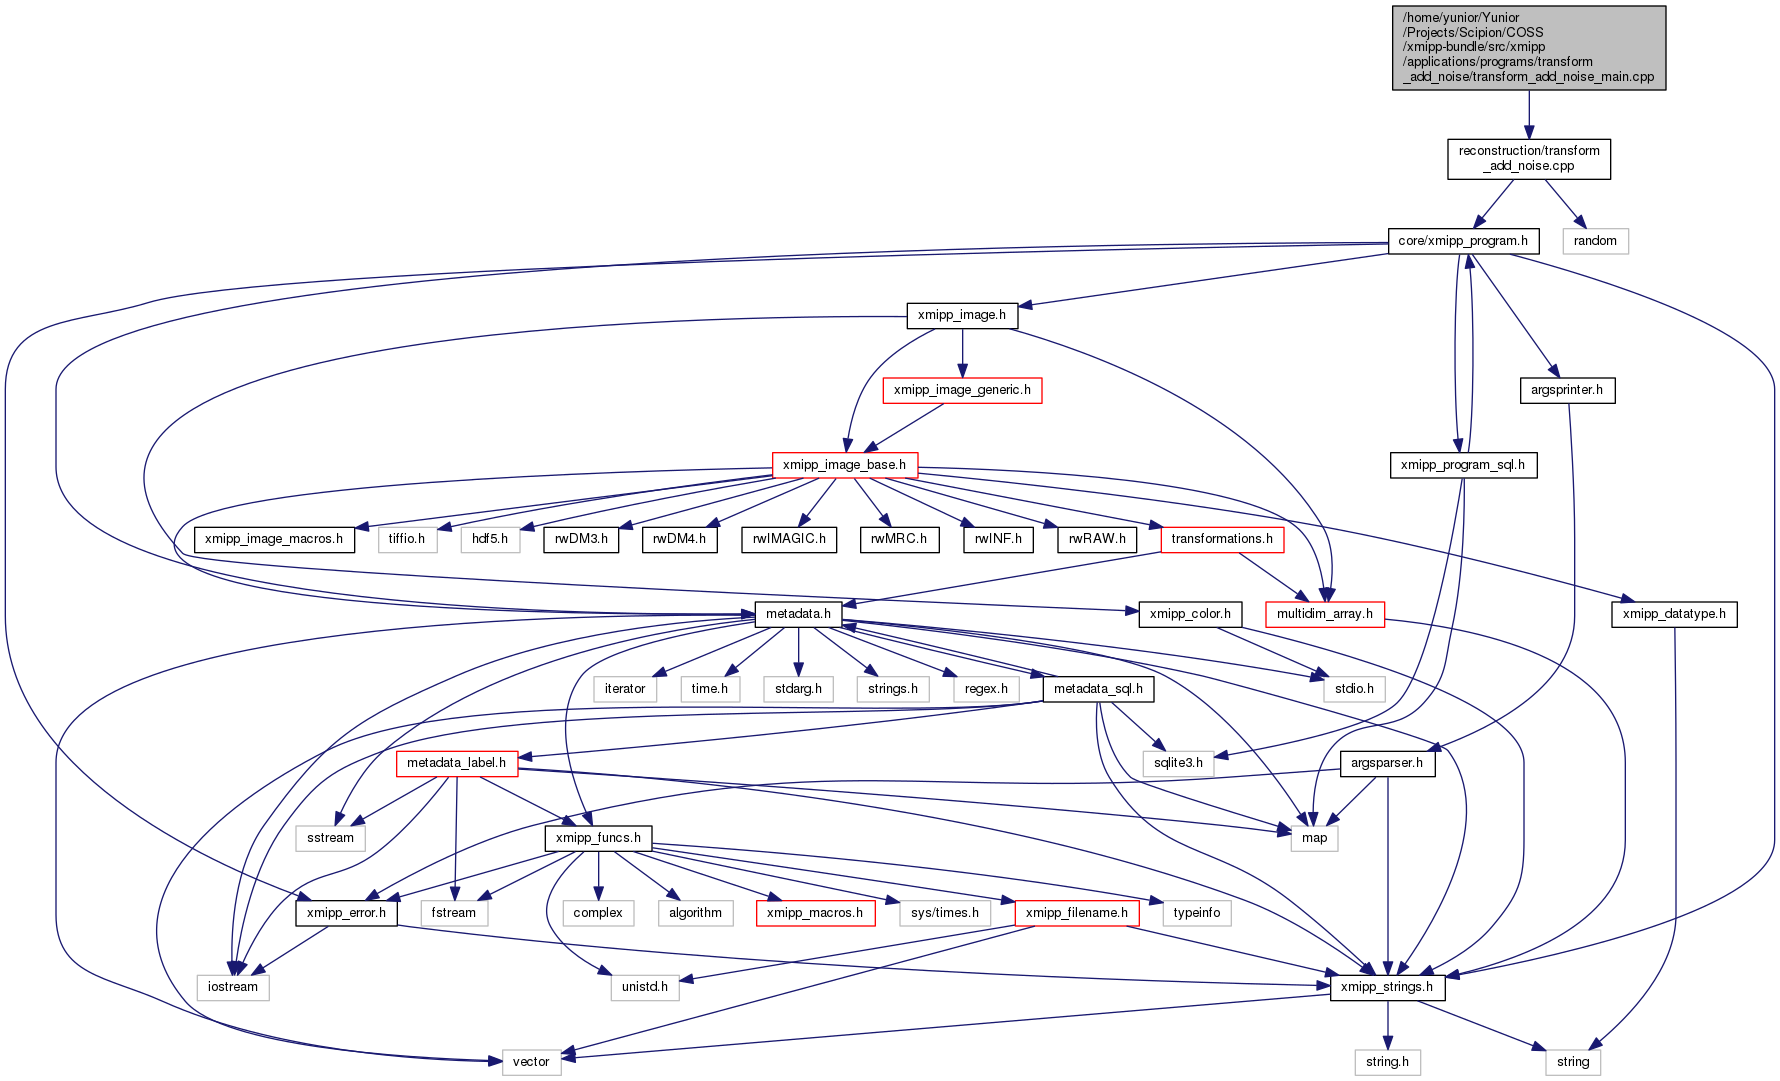 /home/yunior/Yunior
/Projects/Scipion/COSS
/xmipp-bundle/src/xmipp
/applications/programs/transform
_add_noise/transform_add_noise_main.cpp
reconstruction/transform
_add_noise.cpp
core/xmipp_program.h
random
xmipp_image.h
xmipp_image_generic.h
argsprinter.h
xmipp_image_base.h
xmipp_program_sql.h
xmipp_image_macros.h
tiffio.h
hdf5.h
rwDM3.h
rwDM4.h
rwIMAGIC.h
rwMRC.h
rwINF.h
rwRAW.h
transformations.h
metadata.h
xmipp_color.h
multidim_array.h
xmipp_datatype.h
iterator
time.h
stdarg.h
strings.h
regex.h
metadata_sql.h
stdio.h
metadata_label.h
sqlite3.h
argsparser.h
sstream
xmipp_funcs.h
map
xmipp_error.h
fstream
complex
algorithm
xmipp_macros.h
sys/times.h
xmipp_filename.h
typeinfo
iostream
unistd.h
xmipp_strings.h
vector
string.h
string